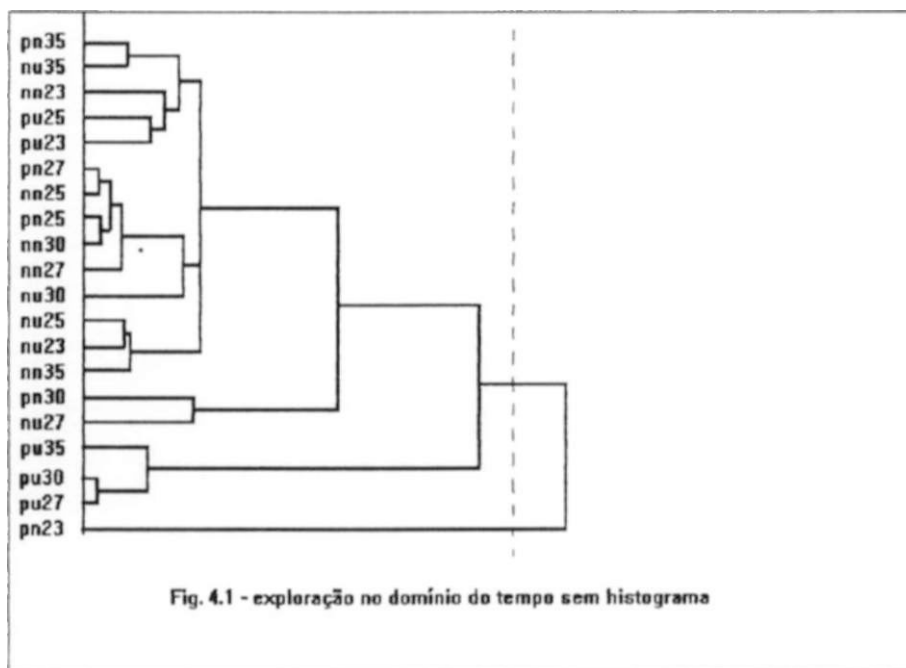 pn35
nu35
nn23
pu25
pu23
pn27
nn25
pn25
nn30
nn27
nu30
nu25
nu23
nn35
pn30
nu27
pu35
pu30
pu27
pn23
Fig. 4.1 - exploração no domínio do tempo sem histograma